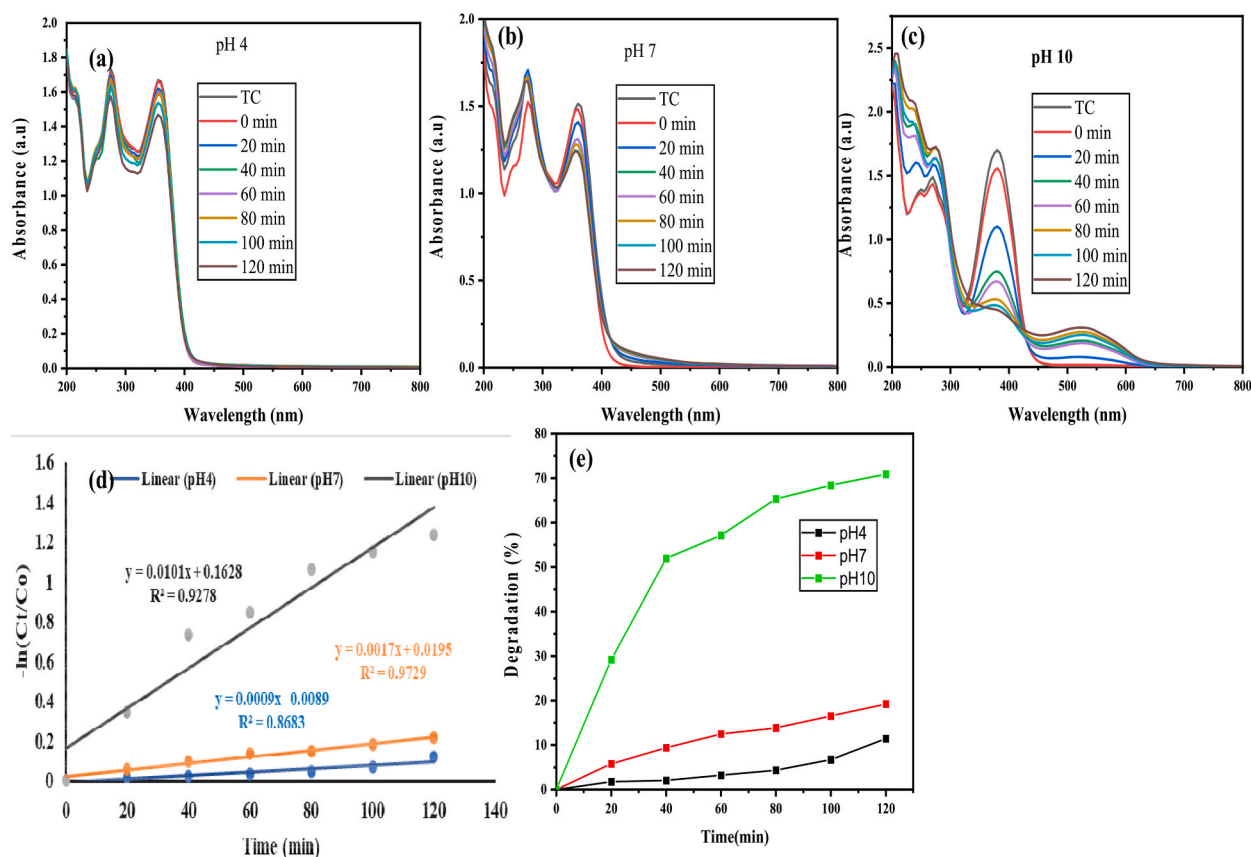 (a)
pH 4
TC
0 min
20 min
40 min
60 min
80 min
100 min
120 min
Absorbance (a.u)
2.0
1.8
1.6
1.4
1.2
1.0
0.8
0.6
0.4
0.2
0.0
200 300 400 500 600 700 800
Wavelength (nm)
(b)
pH 7
TC
0 min
20 min
40 min
60 min
80 min
100 min
120 min
Absorbance (a.u)
2.0
1.5
1.0
0.5
0.0
200 300 400 500 600 700 800
Wavelength (nm)
(c)
pH 10
TC
0 min
20 min
40 min
60 min
80 min
100 min
120 min
Absorbance (a.u)
2.5
2.0
1.5
1.0
0.5
0.0
200 300 400 500 600 700 800
Wavelength (nm)
(d)
Linear (pH4) Linear (pH7) Linear (pH10)
y = 0.0101x + 0.1628
R² = 0.9278
y = 0.0017x + 0.0195
R² = 0.9729
y = 0.0009x 0.0089
R² = 0.8683
-ln(Ct/Co)
1.6
1.4
1.2
1
0.8
0.6
0.4
0.2
0
0 20 40 60 80 100 120 140
Time (min)
(e)
pH4
pH7
pH10
Degradation (%)
80
70
60
50
40
30
20
10
0
0 20 40 60 80 100 120
Time(min)